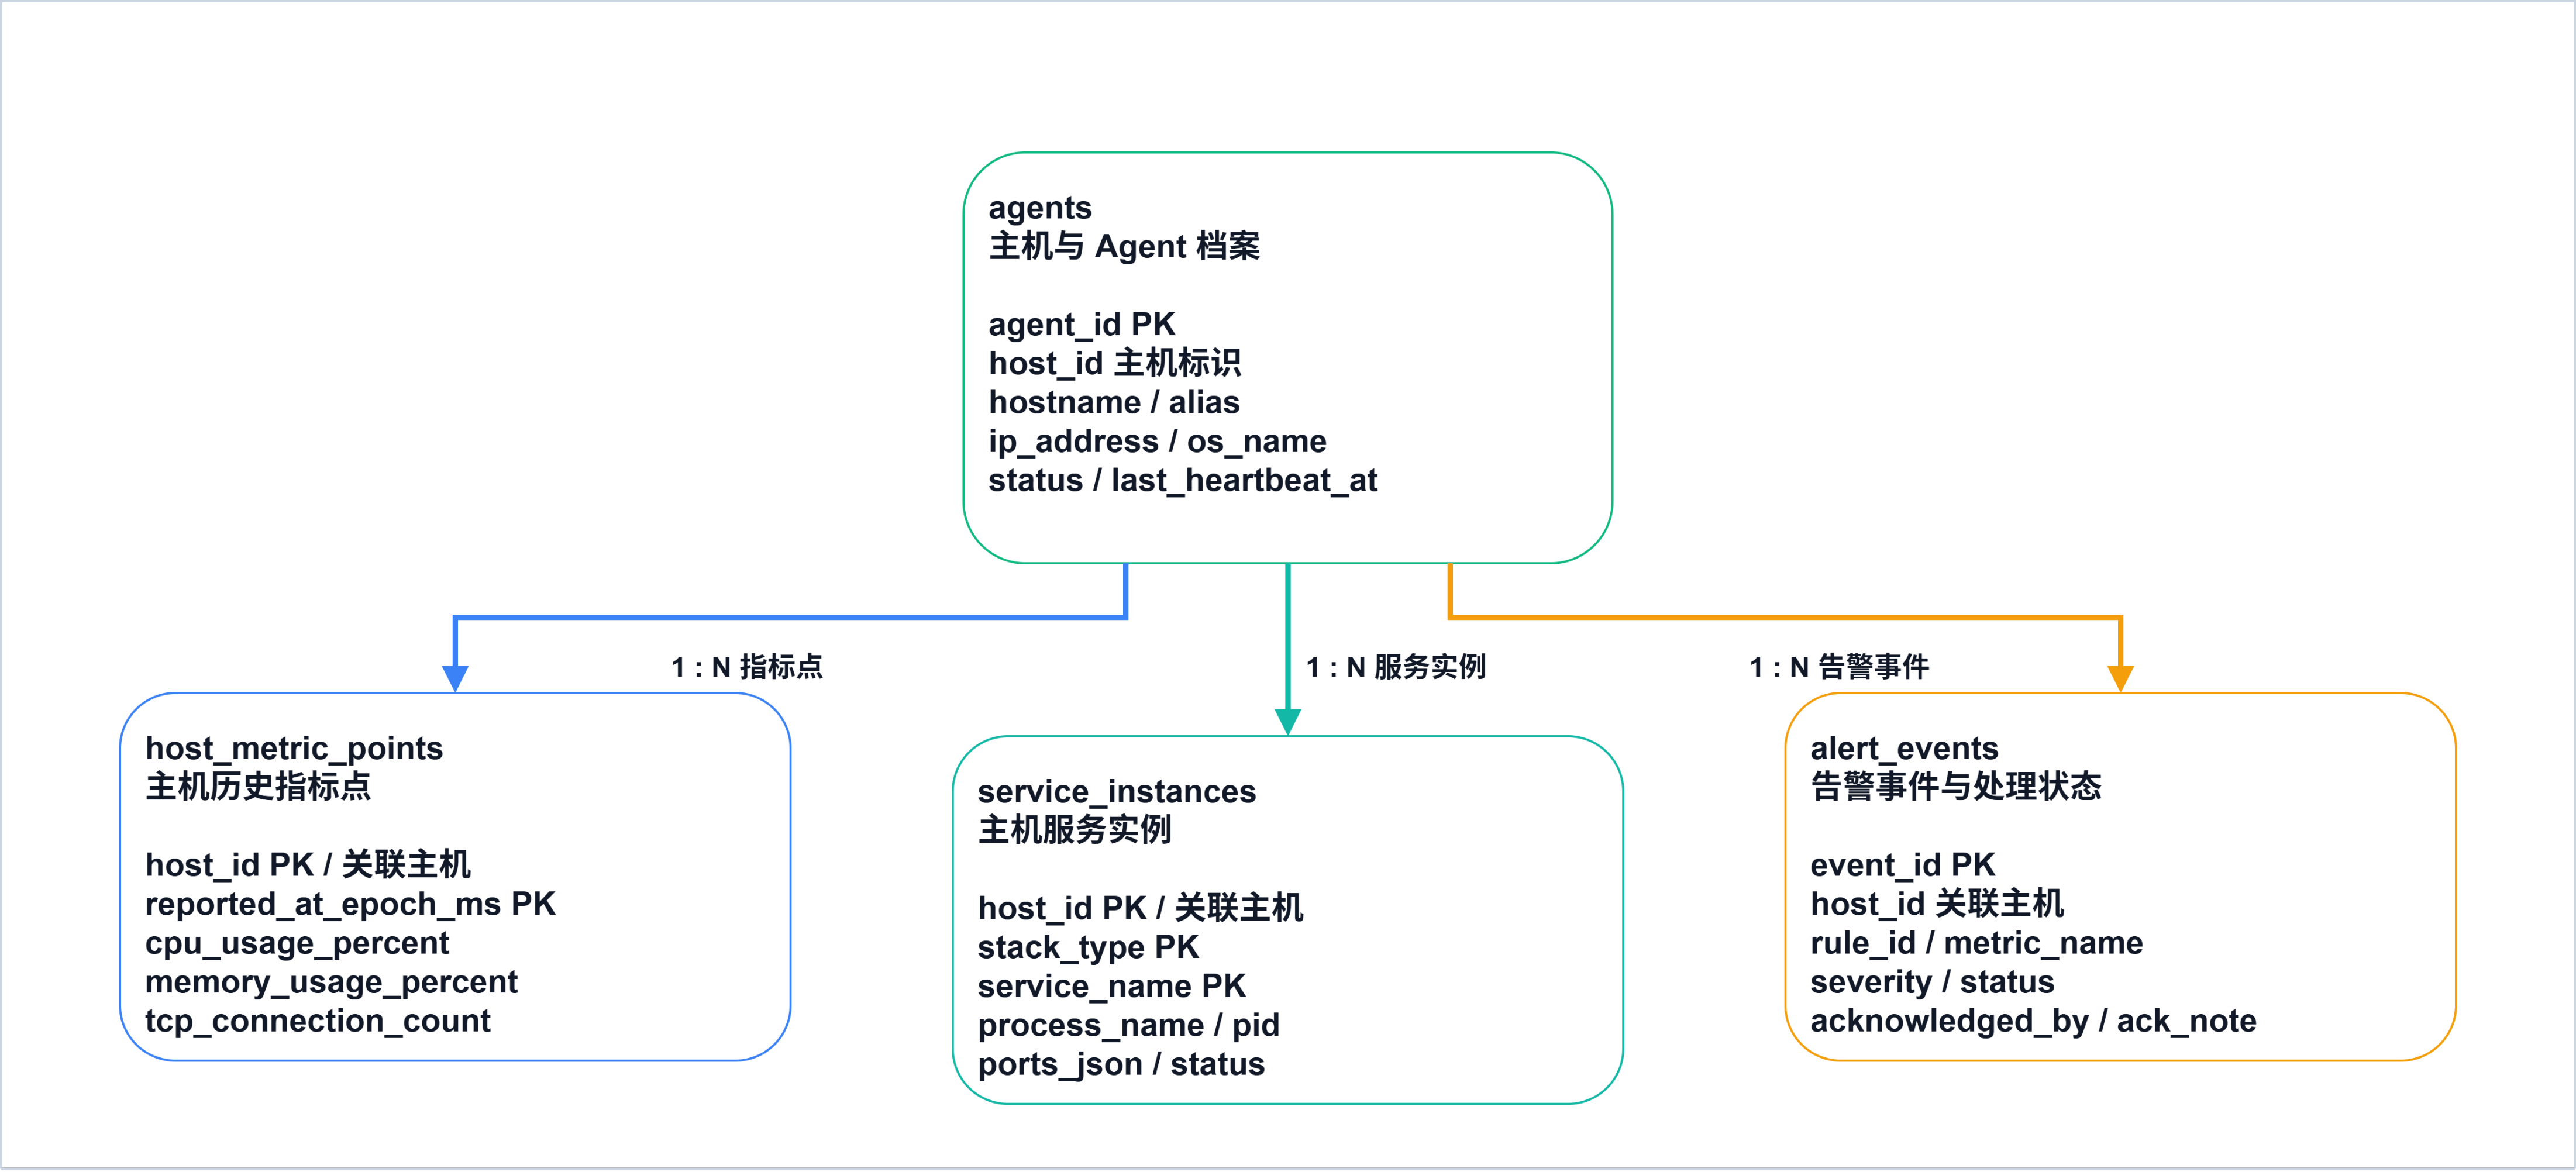 agents
主机与 Agent 档案
agent_id PK
host_id 主机标识
hostname / alias
ip_address / os_name
status / last_heartbeat_at
1 : N 指标点
1 : N 服务实例
1 : N 告警事件
host_metric_points
主机历史指标点
host_id PK / 关联主机
reported_at_epoch_ms PK
cpu_usage_percent
memory_usage_percent
tcp_connection_count
service_instances
主机服务实例
host_id PK / 关联主机
stack_type PK
service_name PK
process_name / pid
ports_json / status
alert_events
告警事件与处理状态
event_id PK
host_id 关联主机
rule_id / metric_name
severity / status
acknowledged_by / ack_note